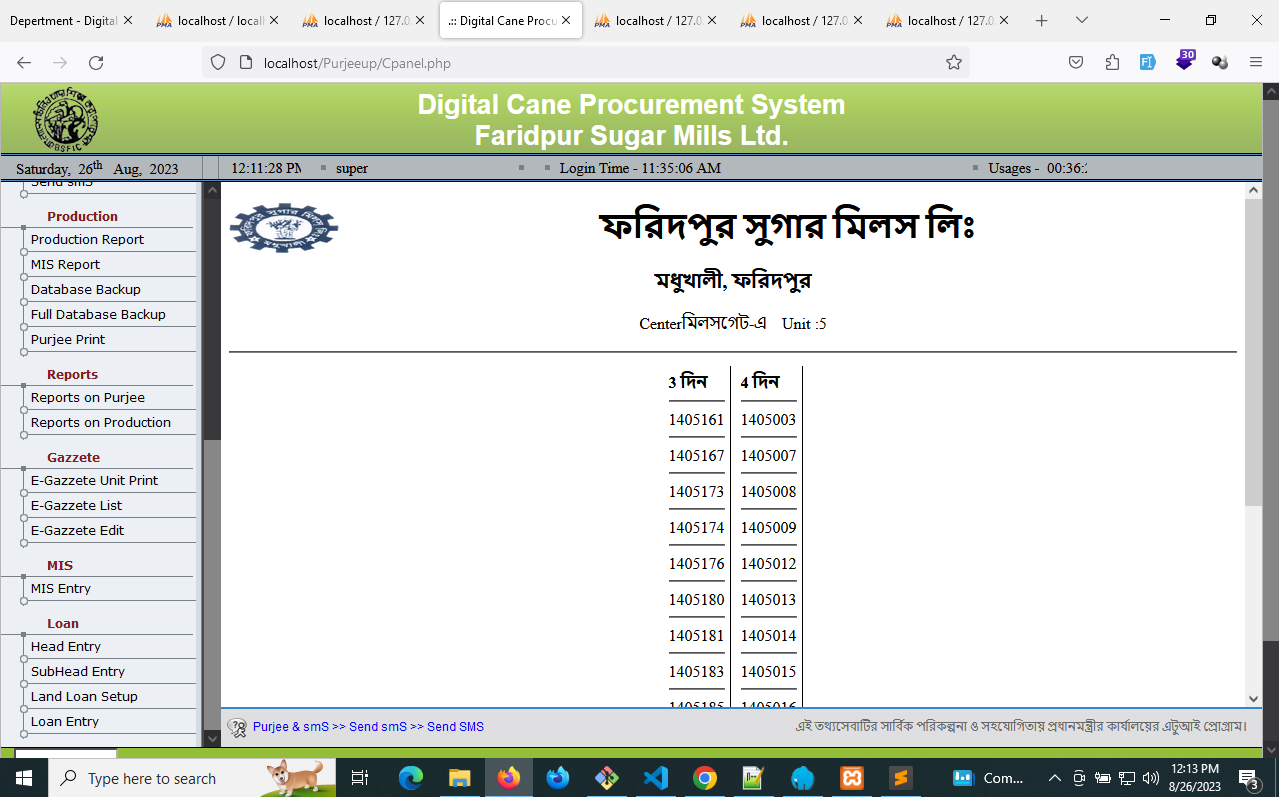 Depertment - Digital
localhost / locall
localhost / 127.0.
.:: Digital Cane Procu
localhost / 127.0.
localhost / 127.0.
localhost / 127.0.
localhost/Purjeeup/Cpanel.php
30
Digital Cane Procurement System
Faridpur Sugar Mills Ltd.
Saturday, 26th Aug, 2023
12:11:28 PM
super
Login Time - 11:35:06 AM
Usages - 00:36:
Send smS
Production
Production Report
MIS Report
Database Backup
Full Database Backup
Purjee Print
Reports
Reports on Purjee
Reports on Production
Gazzete
E-Gazzete Unit Print
E-Gazzete List
E-Gazzete Edit
MIS
MIS Entry
Loan
Head Entry
SubHead Entry
Land Loan Setup
Loan Entry
ফরিদপুর সুগার মিলস লিঃ
মধুখালী, ফরিদপুর
Centerমিলসগেট-এ Unit :5
3 দিন 4 দিন
1405161 1405003
1405167 1405007
1405173 1405008
1405174 1405009
1405176 1405012
1405180 1405013
1405181 1405014
1405183 1405015
1405185 1405016
Purjee & smS >> Send smS >> Send SMS
এই তথ্যসেবাটির সার্বিক পরিকল্পনা ও সহযোগিতায় প্রধানমন্ত্রীর কার্যালয়ের এটুআই প্রোগ্রাম।
Type here to search
Com...
12:13 PM
8/26/2023
3